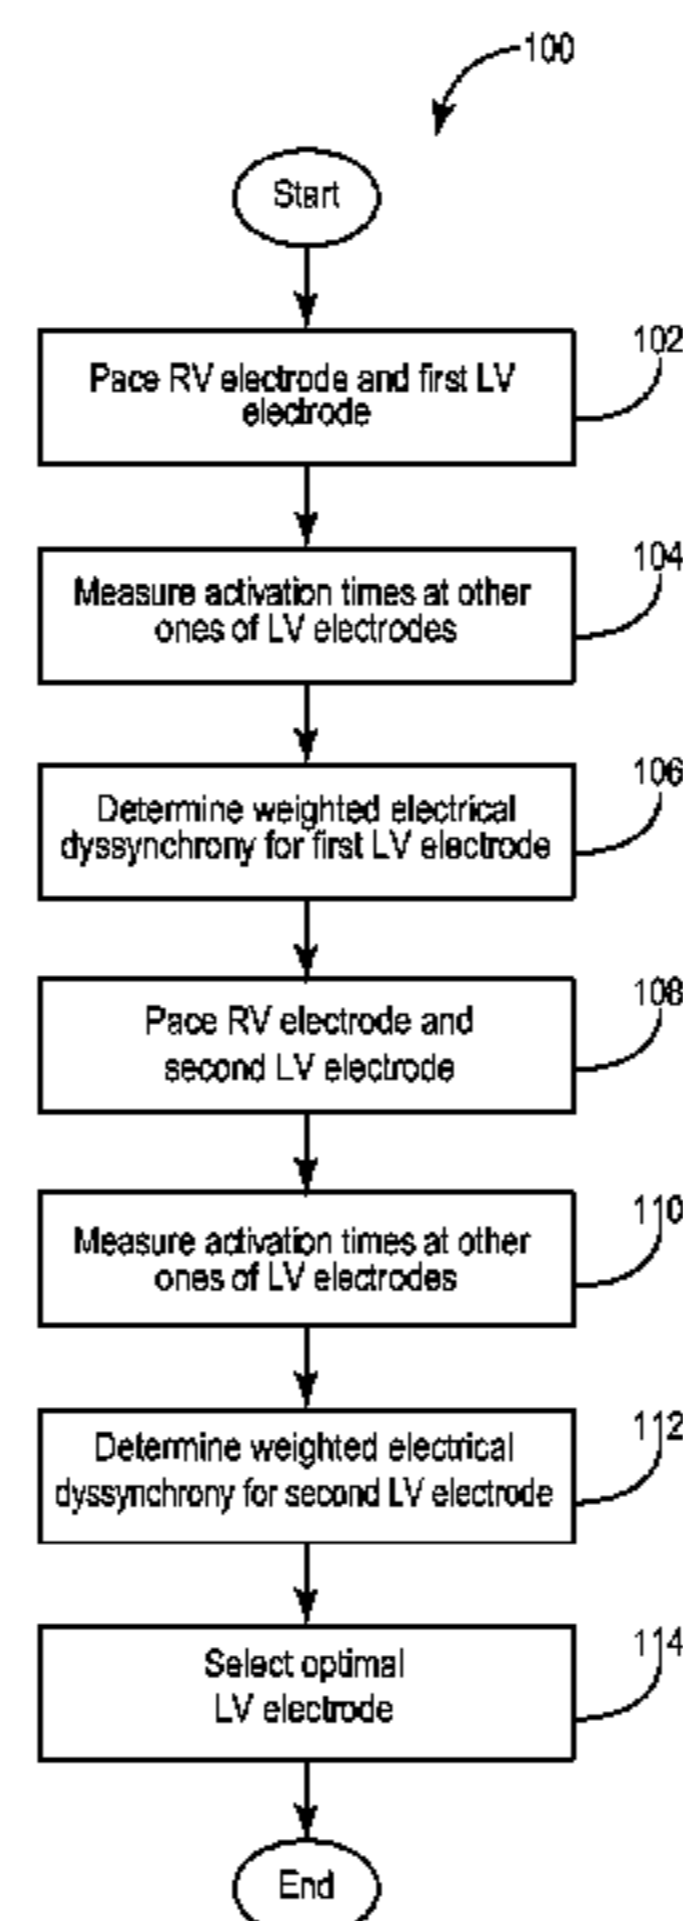 100
Start
102
Pace RV electrode and first LV
electrode
104
Measure activation times at other
ones of LV electrodes
106
Determine weighted electrical
dyssynchrony for first LV electrode
108
Pace RV electrode and
second LV electrode
110
Measure activation times at other
ones of LV electrodes
112
Determine weighted electrical
dyssynchrony for second LV electrode
114
Select optimal
LV electrode
End